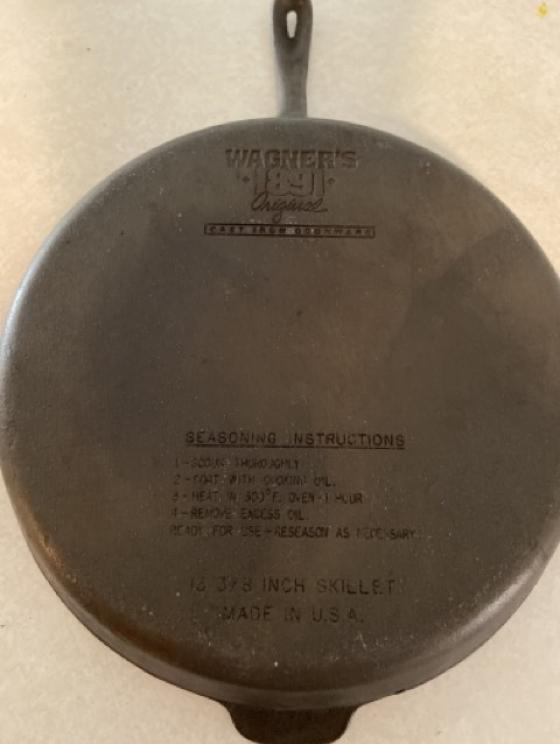 WAGNER'S
1891
Original
CAST IRON COOKWARE
SEASONING INSTRUCTIONS
1 - SCOUR THOROUGHLY
2 - COAT WITH COOKING OIL.
3 - HEAT IN 300°F. OVEN - 1 HOUR
4 - REMOVE EXCESS OIL.
READY FOR USE - RESEASON AS NECESSARY
13 3/8 INCH SKILLET
MADE IN U.S.A.